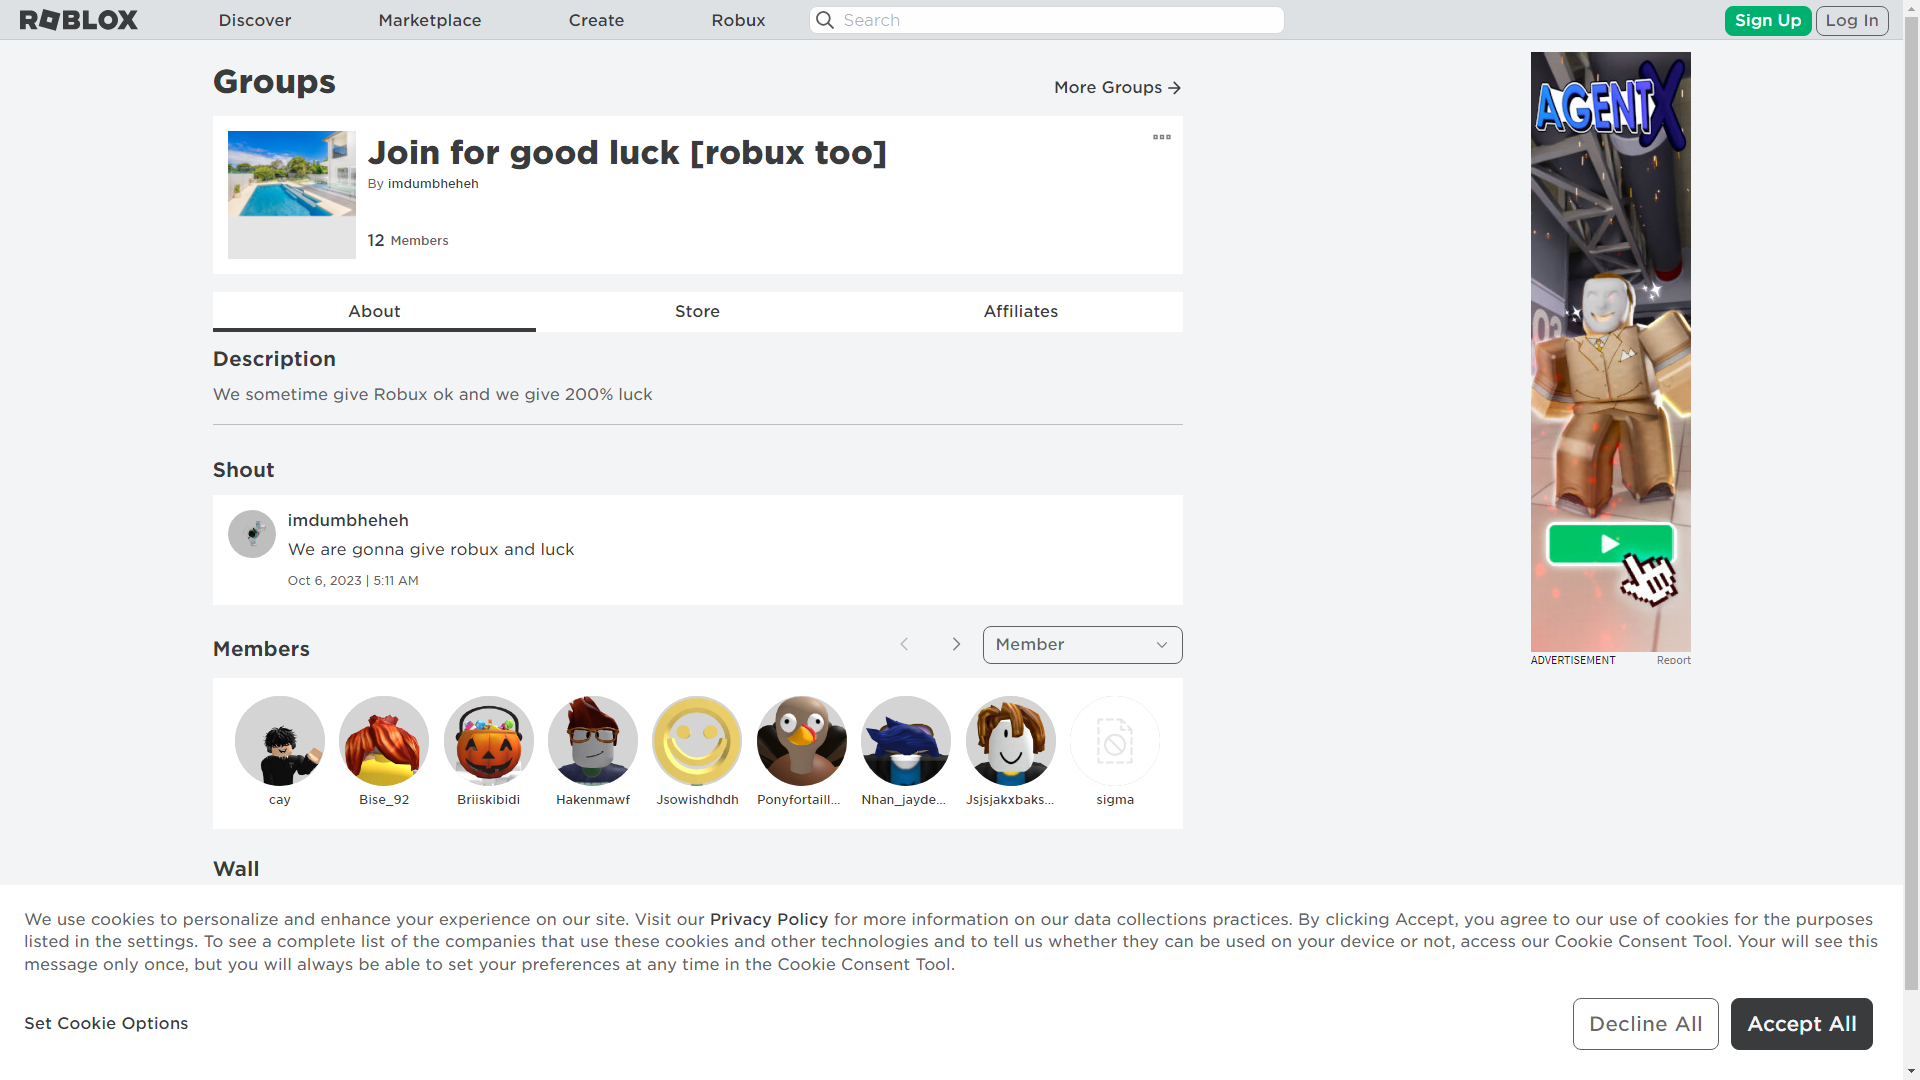 ROBLOX
Discover
Marketplace
Create
Robux
Search
Sign Up
Log In
Groups
More Groups
Join for good luck [robux too]
By imdumbheheh
12 Members
About
Store
Affiliates
Description
We sometime give Robux ok and we give 200% luck
Shout
imdumbheheh
We are gonna give robux and luck
Oct 6, 2023 | 5:11 AM
Members
Member
cay
Bise_92
Briiskibidi
Hakenmawf
Jsowishdhdh
Ponyfortaill...
Nhan_jayde...
Jsjsjakxbaks...
sigma
Wall
AGENT X
03
ADVERTISEMENT
Report
We use cookies to personalize and enhance your experience on our site. Visit our Privacy Policy for more information on our data collections practices. By clicking Accept, you agree to our use of cookies for the purposes
listed in the settings. To see a complete list of the companies that use these cookies and other technologies and to tell us whether they can be used on your device or not, access our Cookie Consent Tool. Your will see this
message only once, but you will always be able to set your preferences at any time in the Cookie Consent Tool.
Set Cookie Options
Decline All
Accept All